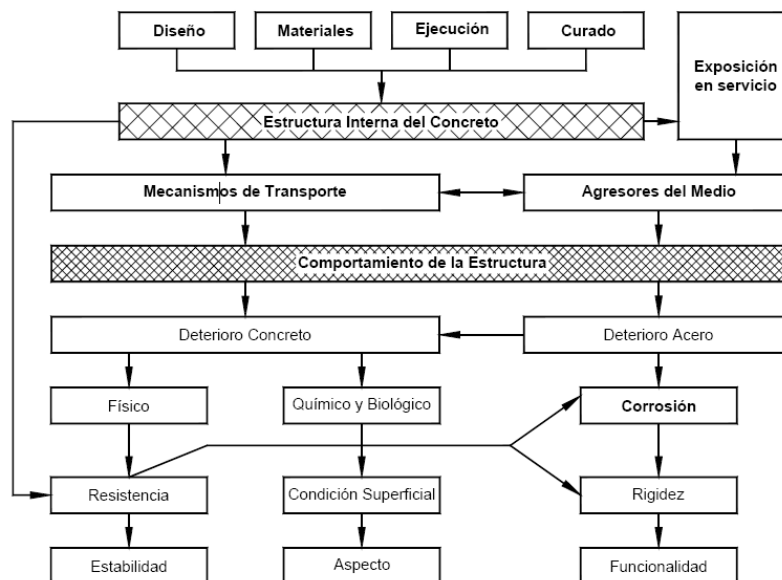 Diseño
Materiales
Ejecución
Curado
Exposición
en servicio
Estructura Interna del Concreto
Mecanismos de Transporte
Agresores del Medio
Comportamiento de la Estructura
Deterioro Concreto
Deterioro Acero
Físico
Químico y Biológico
Corrosión
Resistencia
Condición Superficial
Rigidez
Estabilidad
Aspecto
Funcionalidad